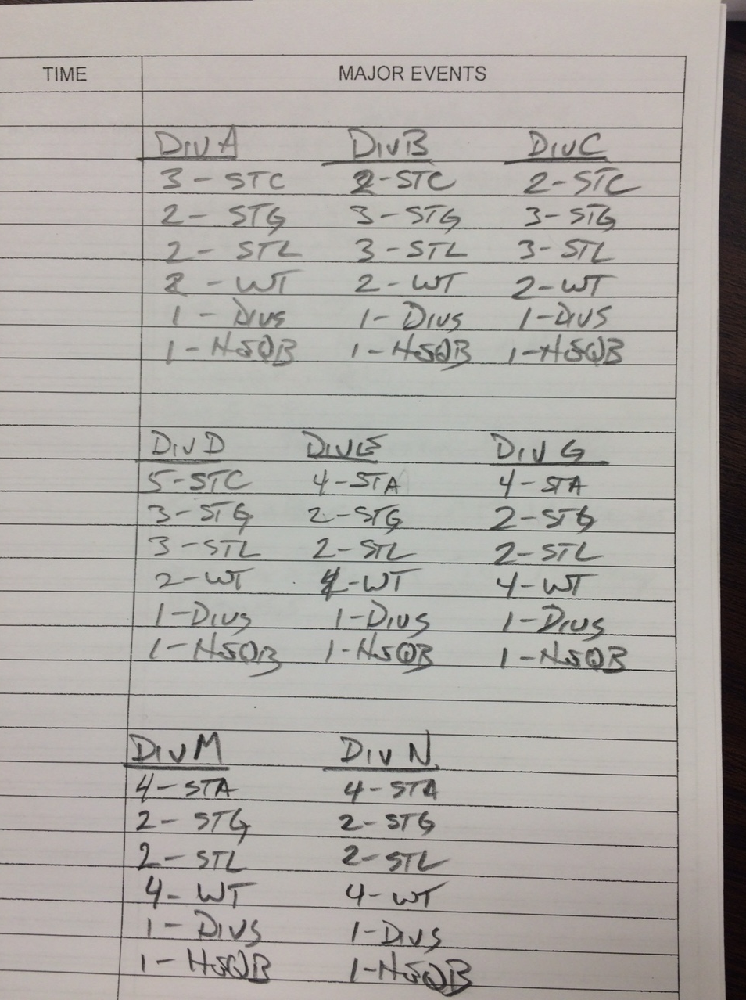 TIME MAJOR EVENTS
DIV A DIV B DIV C
3 - STC 2-STC 2-STC
2 - STG 3-STG 3-STG
2 - STL 3-STL 3-STL
2 - WT 2-WT 2-WT
1 - DIVS 1- DIVS 1-DIVS
1-HSQB 1-HSQB 1-HSQB
DIV D DIV E DIV G
5-STC 4-STA 4-STA
3-STG 2-STG 2-STG
3-STL 2-STL 2-STL
2-WT 4-WT 4-WT
1-DIVS 1-DIVS 1-DIVS
1-HSQB 1-HSQB 1-HSQB
DIV M DIV N
4-STA 4-STA
2- STG 2- STG
2- STL 2-STL
4- WT 4- WT
1- DIVS 1-DIVS
1- HSQB 1-HSQB